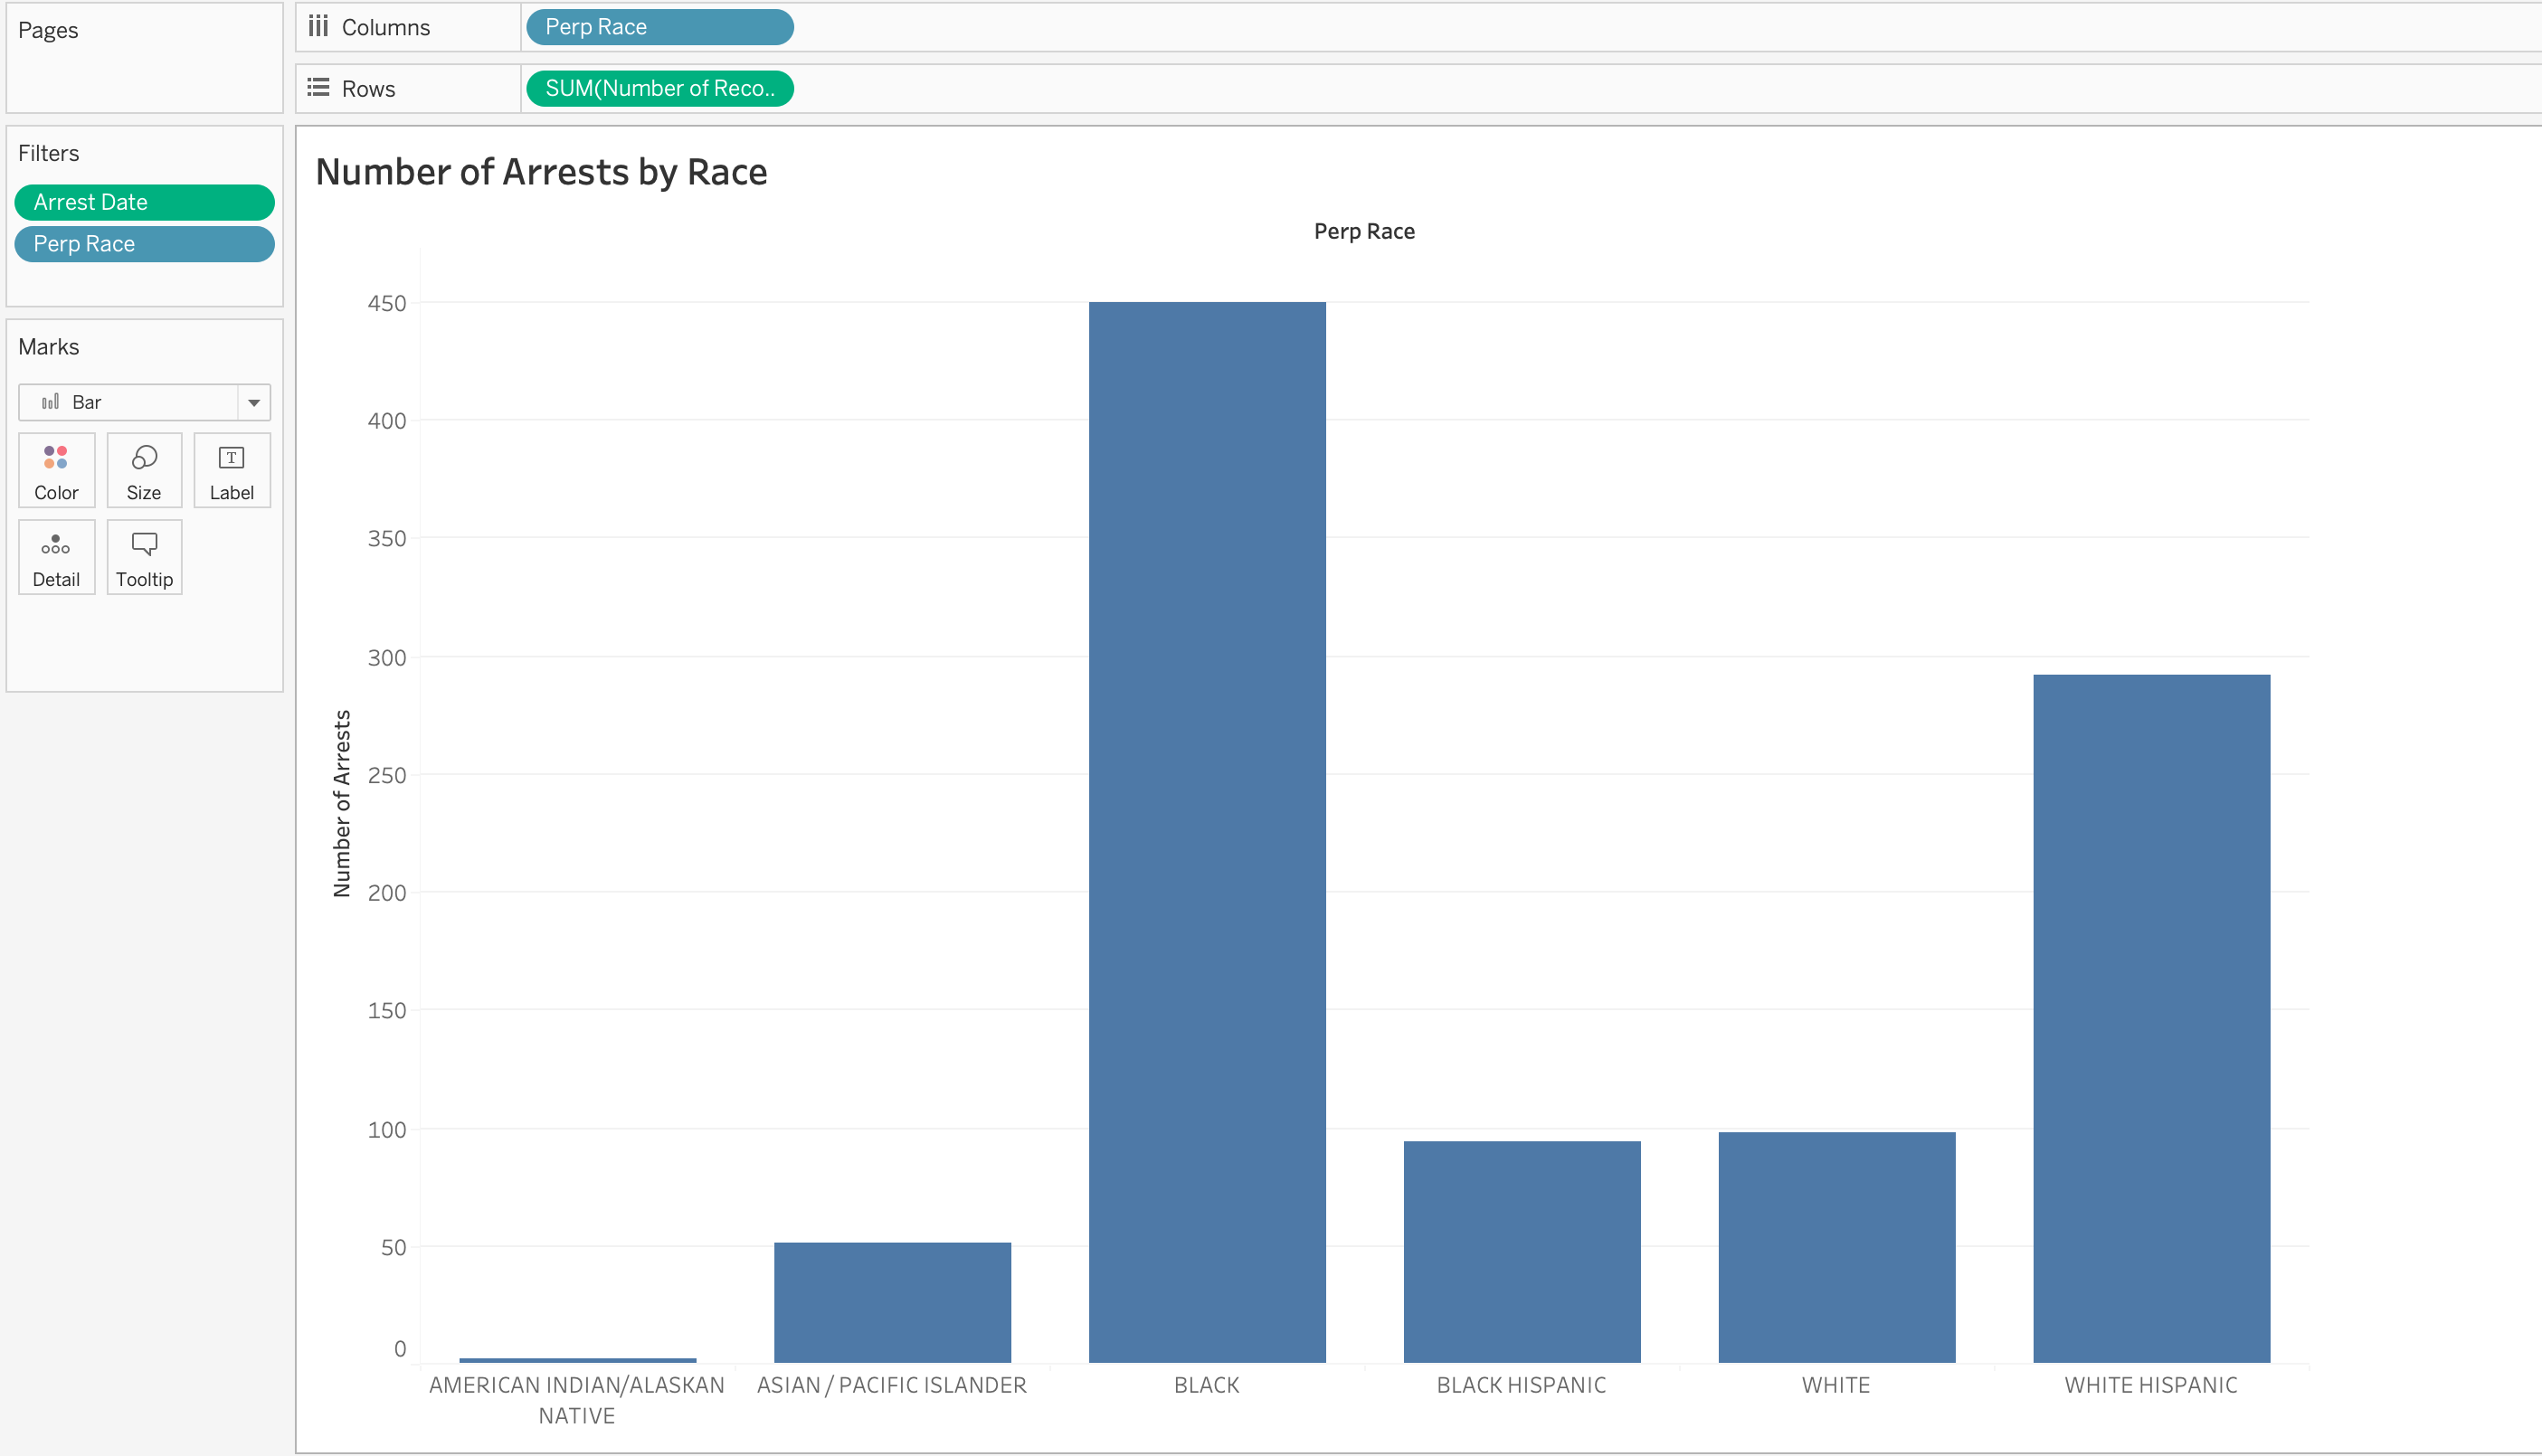 Pages
Columns
Perp Race
Rows
SUM(Number of Reco..
Filters
Arrest Date
Perp Race
Marks
Bar
Color
Size
T
Label
Detail
Tooltip
Number of Arrests by Race
Perp Race
Number of Arrests
450
400
350
300
250
200
150
100
50
0
AMERICAN INDIAN/ALASKAN
NATIVE
ASIAN / PACIFIC ISLANDER
BLACK
BLACK HISPANIC
WHITE
WHITE HISPANIC